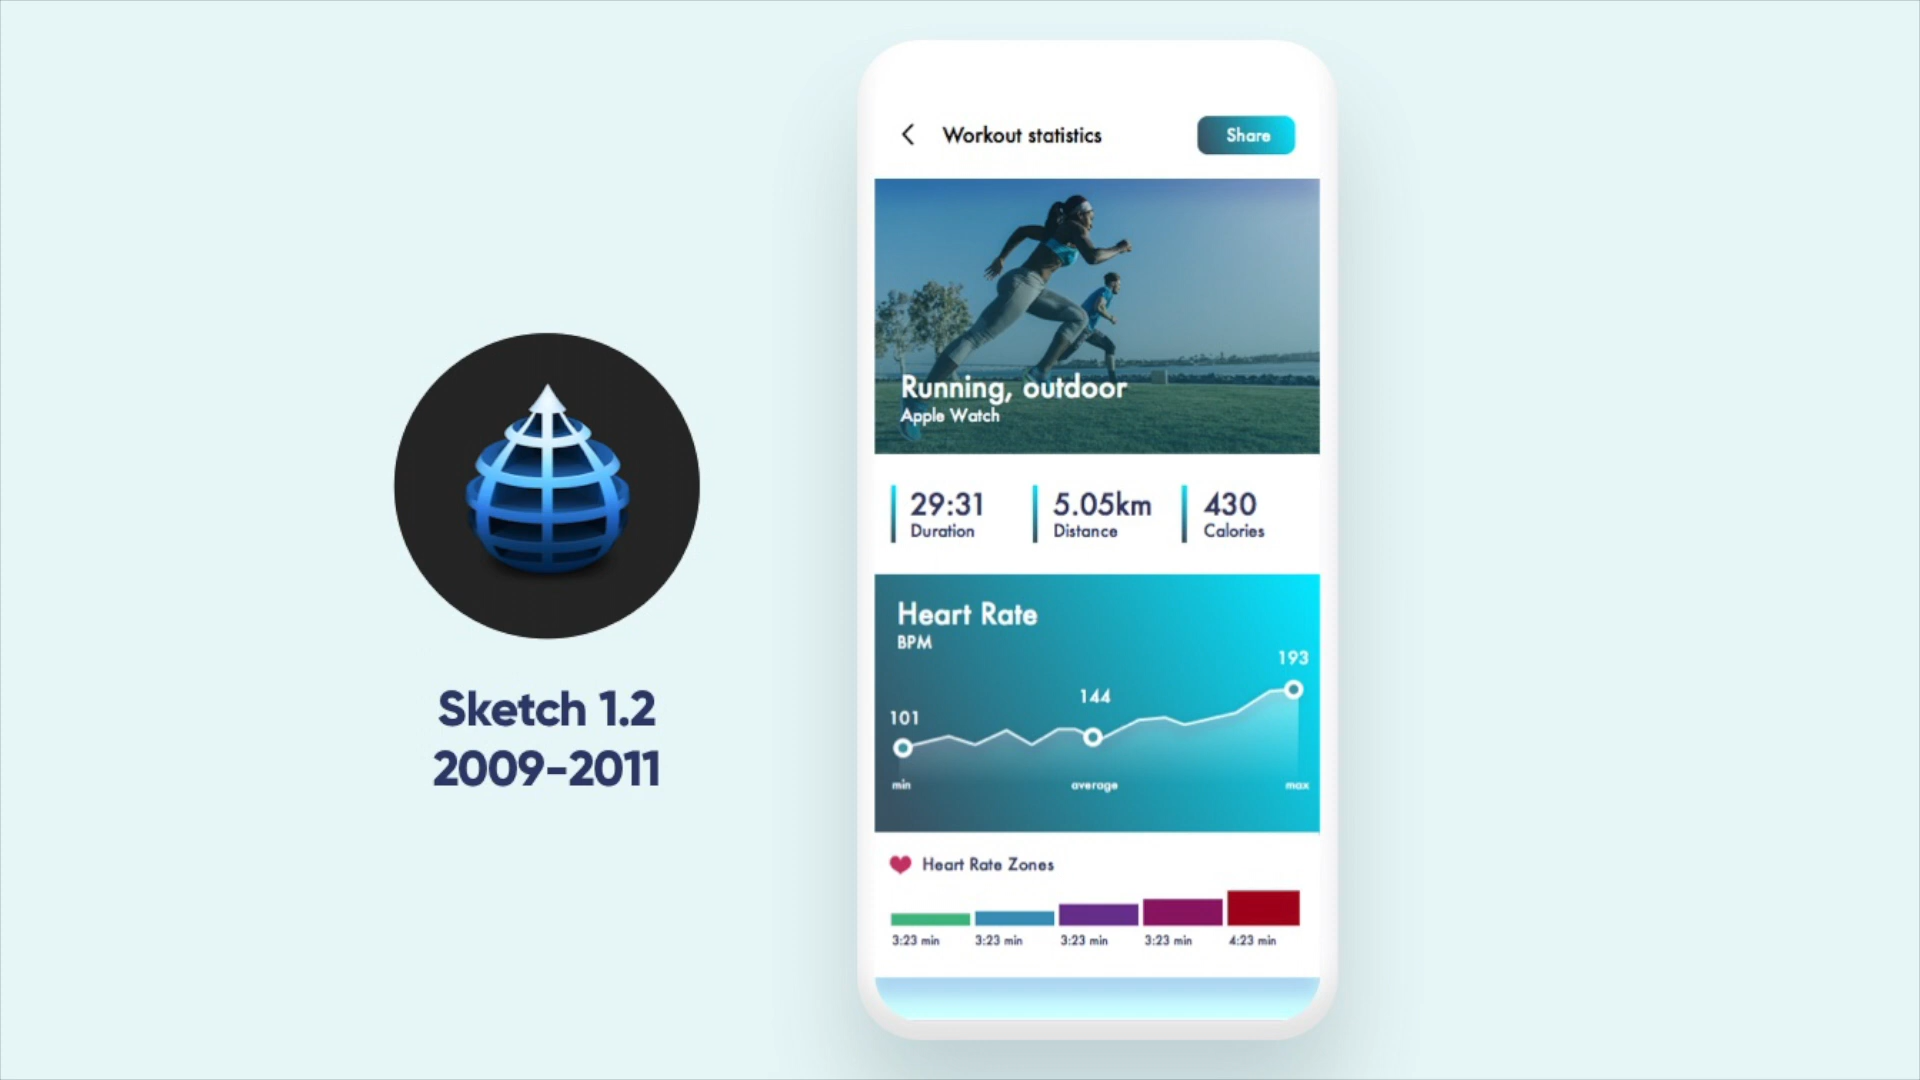 Sketch 1.2
2009-2011
Workout statistics
Share
Running, outdoor
Apple Watch
29:31
Duration
5.05km
Distance
430
Calories
Heart Rate
BPM
101
144
193
min
average
max
Heart Rate Zones
3:23 min
3:23 min
3:23 min
3:23 min
4:23 min